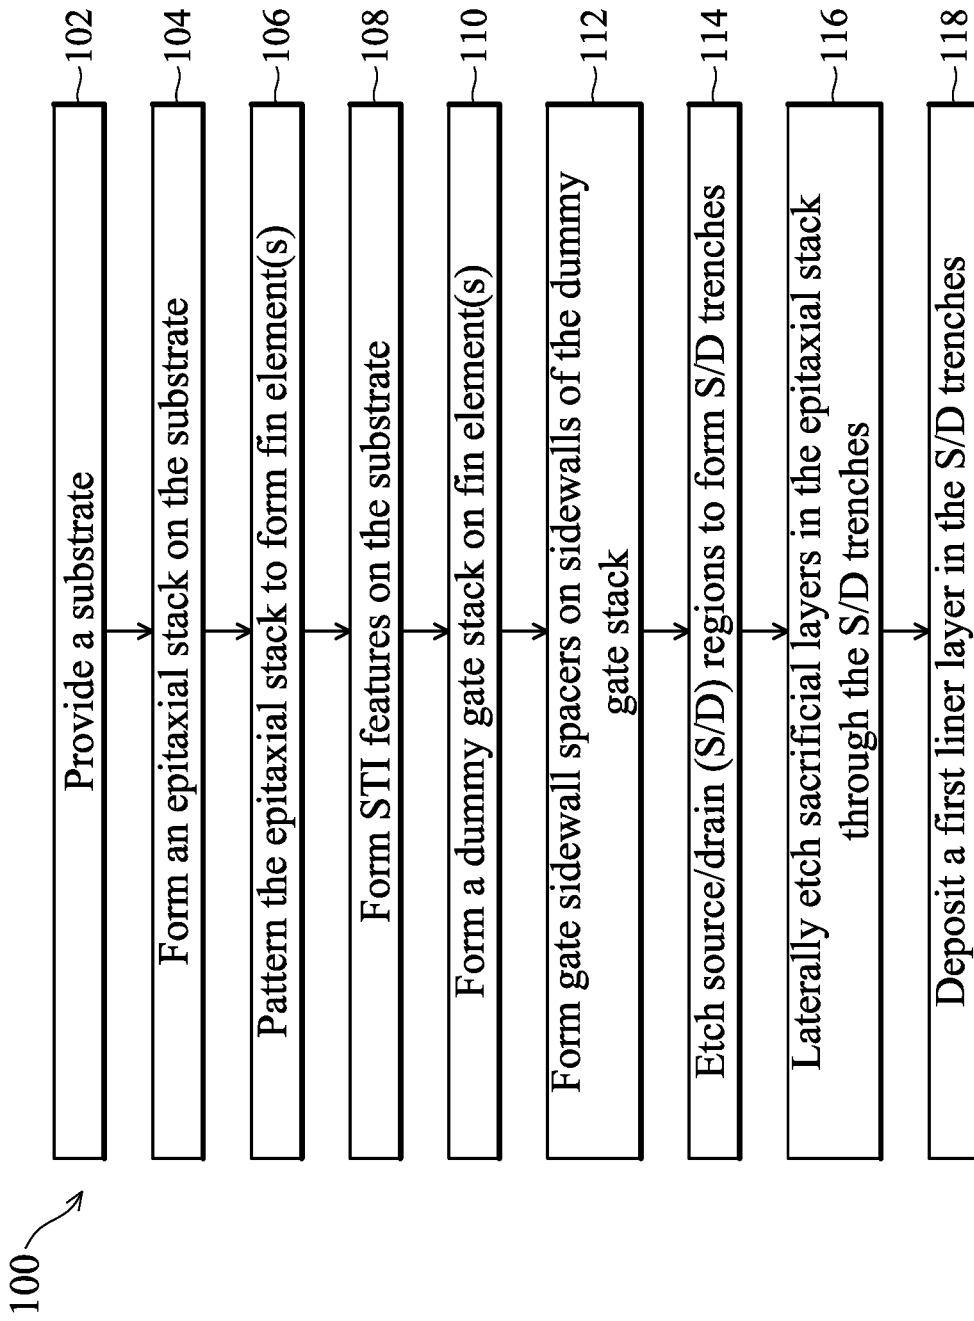 100
Provide a substrate
102
Form an epitaxial stack on the substrate
104
Pattern the epitaxial stack to form fin element(s)
106
Form STI features on the substrate
108
Form a dummy gate stack on fin element(s)
110
Form gate sidewall spacers on sidewalls of the dummy
gate stack
112
Etch source/drain (S/D) regions to form S/D trenches
114
Laterally etch sacrificial layers in the epitaxial stack
through the S/D trenches
116
Deposit a first liner layer in the S/D trenches
118